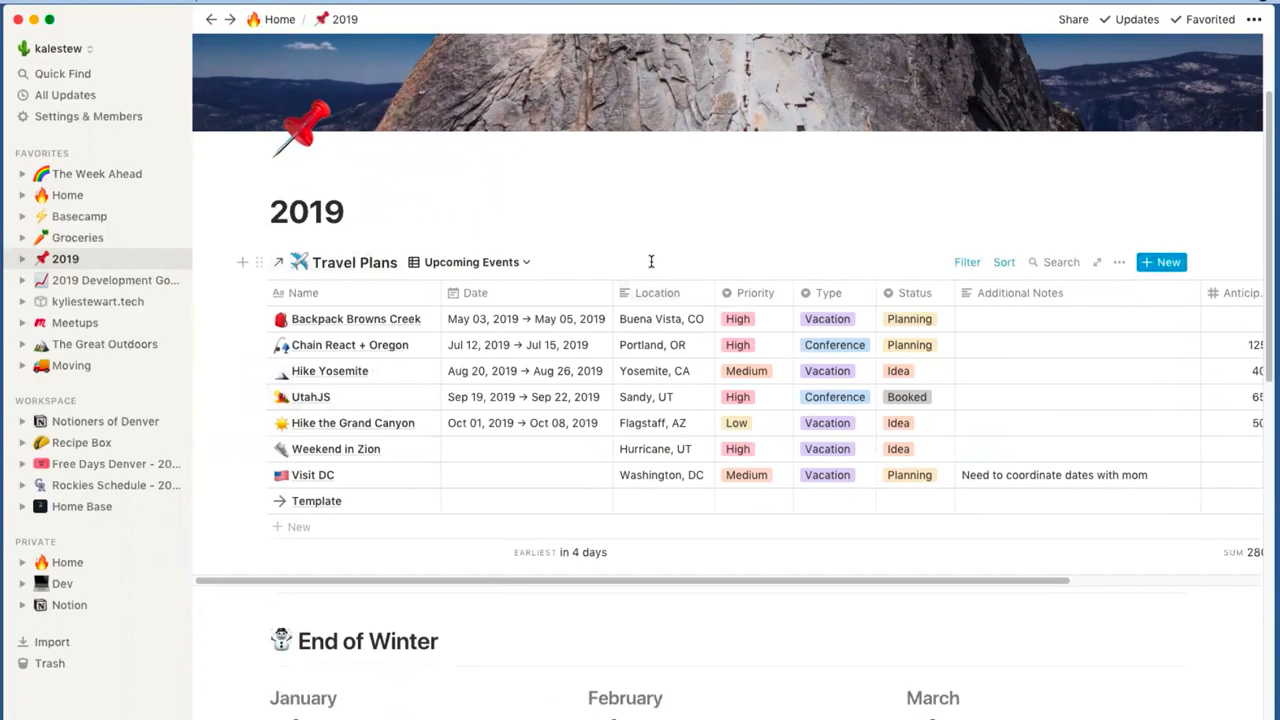 Home / 2019
Share Updates Favorited
kalestew
Quick Find
All Updates
Settings & Members
FAVORITES
The Week Ahead
Home
Basecamp
Groceries
2019
2019 Development Go...
kyliestewart.tech
Meetups
The Great Outdoors
Moving
WORKSPACE
Notioners of Denver
Recipe Box
Free Days Denver - 20...
Rockies Schedule - 20...
Home Base
PRIVATE
Home
Dev
Notion
Import
Trash
2019
Travel Plans Upcoming Events Filter Sort Search New
Name Date Location Priority Type Status Additional Notes Anticip.
Backpack Browns Creek May 03, 2019 → May 05, 2019 Buena Vista, CO High Vacation Planning
Chain React + Oregon Jul 12, 2019 → Jul 15, 2019 Portland, OR High Conference Planning 125
Hike Yosemite Aug 20, 2019 → Aug 26, 2019 Yosemite, CA Medium Vacation Idea 40
UtahJS Sep 19, 2019 → Sep 22, 2019 Sandy, UT High Conference Booked 65
Hike the Grand Canyon Oct 01, 2019 → Oct 08, 2019 Flagstaff, AZ Low Vacation Idea 50
Weekend in Zion Hurricane, UT High Vacation Idea
Visit DC Washington, DC Medium Vacation Planning Need to coordinate dates with mom
Template
New
EARLIEST in 4 days SUM 280
End of Winter
January February March